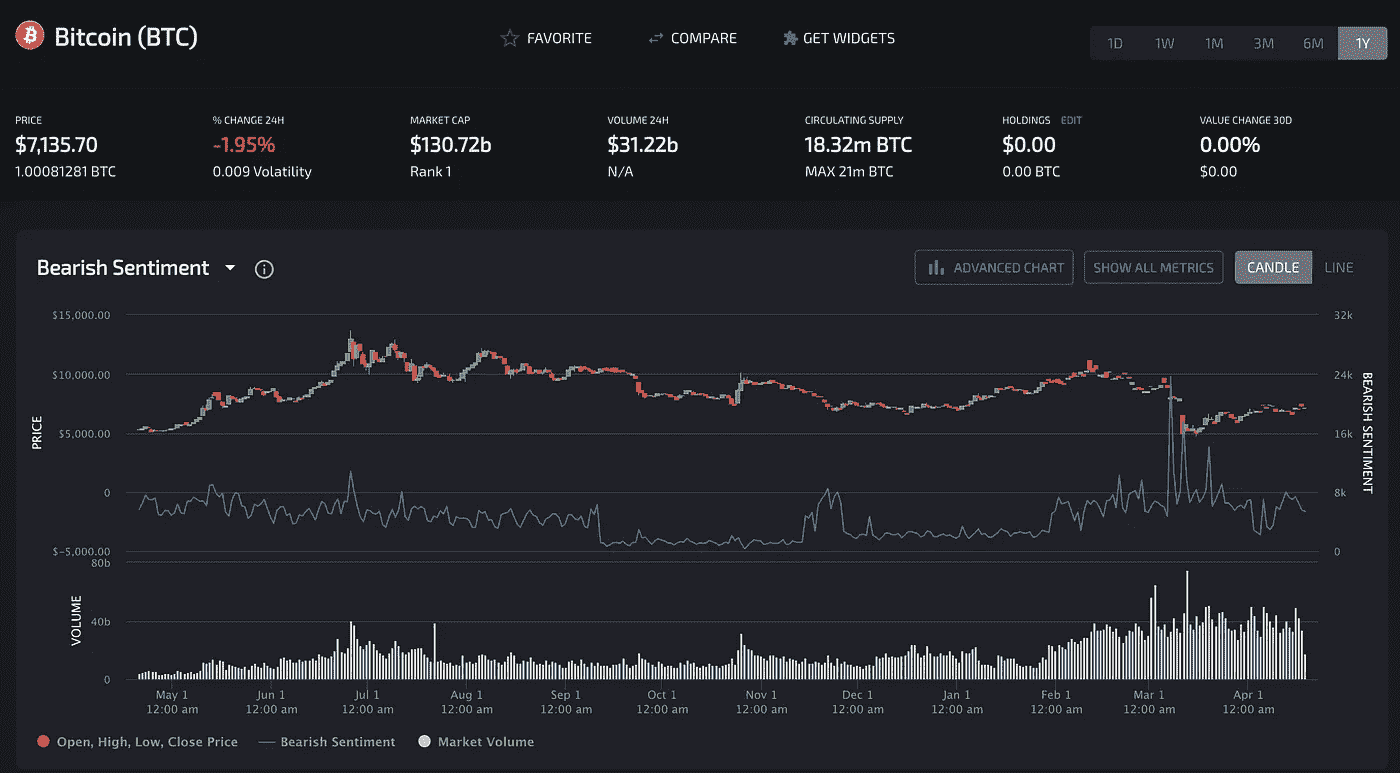 Bitcoin (BTC)
FAVORITE
COMPARE
GET WIDGETS
1D 1W 1M 3M 6M 1Y
PRICE
$7,135.70
1.00081281 BTC
% CHANGE 24H
-1.95%
0.009 Volatility
MARKET CAP
$130.72b
Rank 1
VOLUME 24H
$31.22b
N/A
CIRCULATING SUPPLY
18.32m BTC
MAX 21m BTC
HOLDINGS EDIT
$0.00
0.00 BTC
VALUE CHANGE 30D
0.00%
$0.00
Bearish Sentiment
ADVANCED CHART
SHOW ALL METRICS
CANDLE
LINE
PRICE
$15,000.00
$10,000.00
$5,000.00
0
$-5,000.00
32k
24k
16k
8k
0
BEARISH SENTIMENT
VOLUME
80b
40b
0
May 1 Jun 1 Jul 1 Aug 1 Sep 1 Oct 1 Nov 1 Dec 1 Jan 1 Feb 1 Mar 1 Apr 1
12:00 am 12:00 am 12:00 am 12:00 am 12:00 am 12:00 am 12:00 am 12:00 am 12:00 am 12:00 am 12:00 am 12:00 am
Open, High, Low, Close Price
Bearish Sentiment
Market Volume